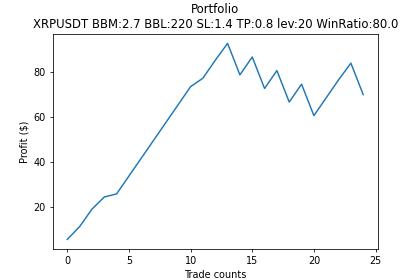 Portfolio
XRPUSDT BBM:2.7 BBL:220 SL:1.4 TP:0.8 lev:20 WinRatio:80.0
80
60
40
20
Profit ($)
0 5 10 15 20 25
Trade counts